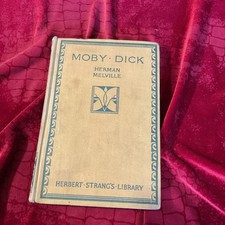 MOBY DICK
HERMAN
MELVILLE
HERBERT · STRANG'S · LIBRARY